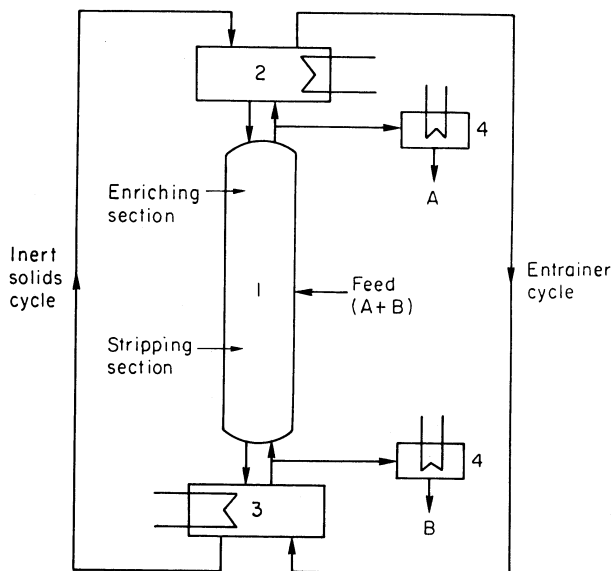 2
4
A
Enriching
section
Inert
solids
cycle
1
Feed
(A+B)
Entrainer
cycle
Stripping
section
4
3
B